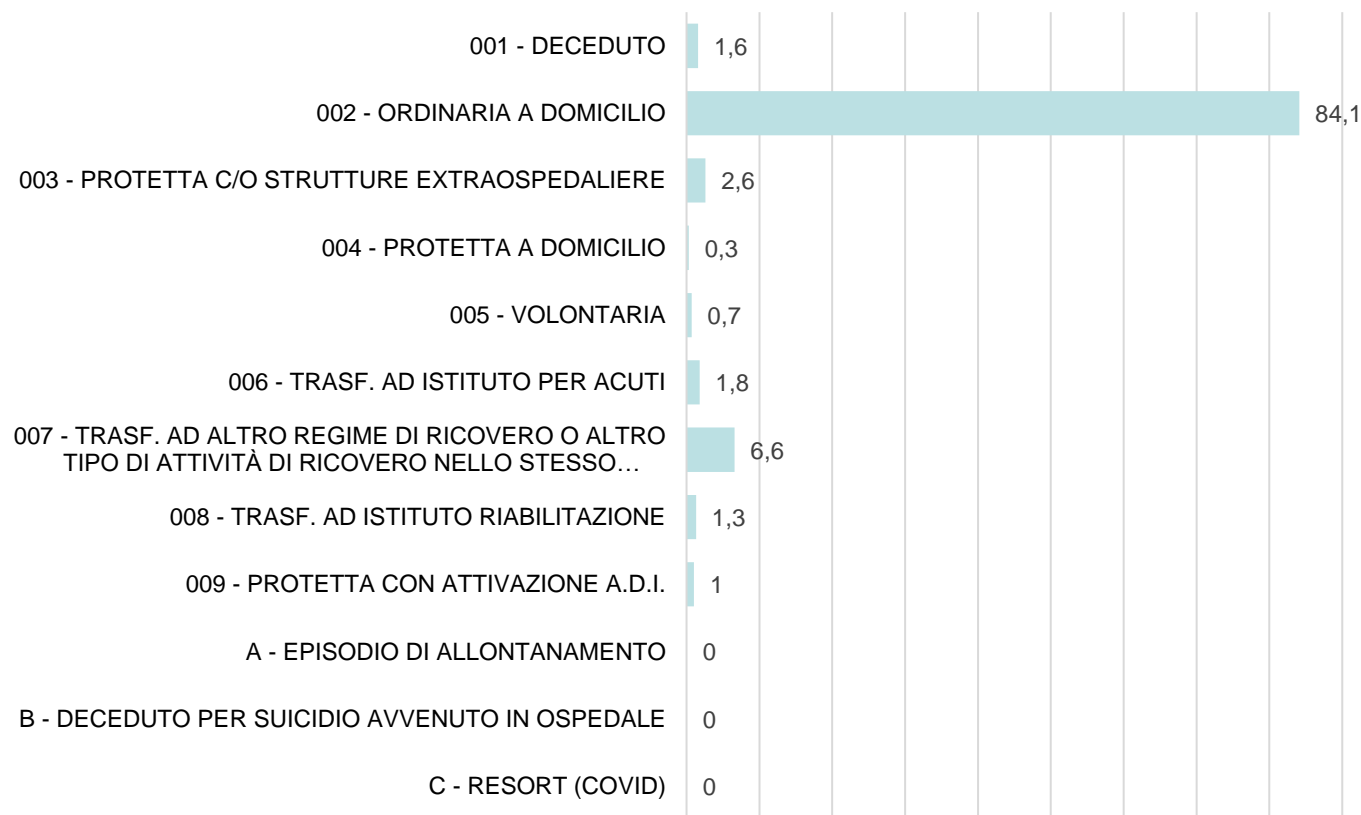 001 - DECEDUTO
1,6
002 - ORDINARIA A DOMICILIO
84,1
003 - PROTETTA C/O STRUTTURE EXTRAOSPEDALIERE
2,6
004 - PROTETTA A DOMICILIO
0,3
005 - VOLONTARIA
0,7
006 - TRASF. AD ISTITUTO PER ACUTI
1,8
007 - TRASF. AD ALTRO REGIME DI RICOVERO O ALTRO
TIPO DI ATTIVITÀ DI RICOVERO NELLO STESSO…
6,6
008 - TRASF. AD ISTITUTO RIABILITAZIONE
1,3
009 - PROTETTA CON ATTIVAZIONE A.D.I.
1
A - EPISODIO DI ALLONTANAMENTO
0
B - DECEDUTO PER SUICIDIO AVVENUTO IN OSPEDALE
0
C - RESORT (COVID)
0